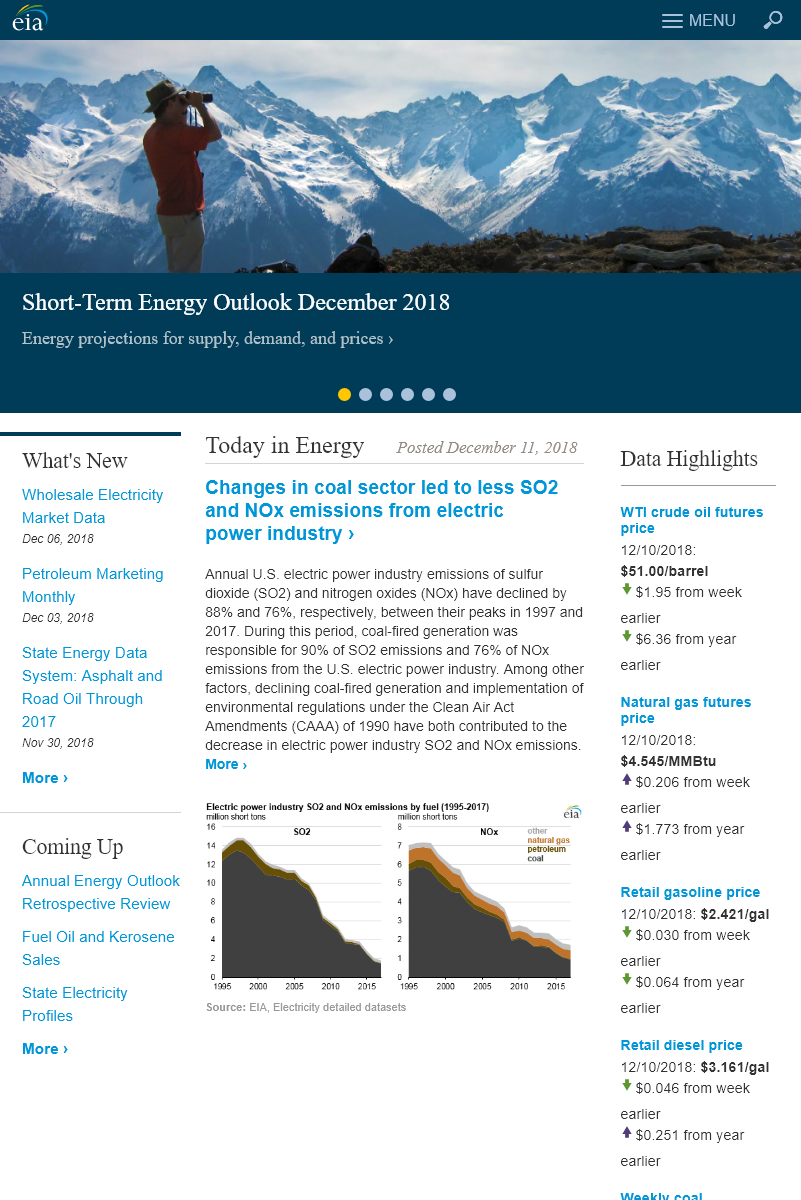 eia
MENU
Short-Term Energy Outlook December 2018
Energy projections for supply, demand, and prices ›
What's New
Wholesale Electricity
Market Data
Dec 06, 2018
Petroleum Marketing
Monthly
Dec 03, 2018
State Energy Data
System: Asphalt and
Road Oil Through
2017
Nov 30, 2018
More ›
Coming Up
Annual Energy Outlook
Retrospective Review
Fuel Oil and Kerosene
Sales
State Electricity
Profiles
More ›
Today in Energy
Posted December 11, 2018
Changes in coal sector led to less SO2
and NOx emissions from electric
power industry ›
Annual U.S. electric power industry emissions of sulfur
dioxide (SO2) and nitrogen oxides (NOx) have declined by
88% and 76%, respectively, between their peaks in 1997 and
2017. During this period, coal-fired generation was
responsible for 90% of SO2 emissions and 76% of NOx
emissions from the U.S. electric power industry. Among other
factors, declining coal-fired generation and implementation of
environmental regulations under the Clean Air Act
Amendments (CAAA) of 1990 have both contributed to the
decrease in electric power industry SO2 and NOx emissions.
More ›
Electric power industry SO2 and NOx emissions by fuel (1995-2017)
million short tons
16
14
12
10
8
6
4
2
0
SO2
1995 2000 2005 2010 2015
million short tons
8
7
6
5
4
3
2
1
0
NOx
other
natural gas
petroleum
coal
1995 2000 2005 2010 2015
eia
Source: EIA, Electricity detailed datasets
Data Highlights
WTI crude oil futures
price
12/10/2018:
$51.00/barrel
$1.95 from week
earlier
$6.36 from year
earlier
Natural gas futures
price
12/10/2018:
$4.545/MMBtu
$0.206 from week
earlier
$1.773 from year
earlier
Retail gasoline price
12/10/2018: $2.421/gal
$0.030 from week
earlier
$0.064 from year
earlier
Retail diesel price
12/10/2018: $3.161/gal
$0.046 from week
earlier
$0.251 from year
earlier
Weekly coal